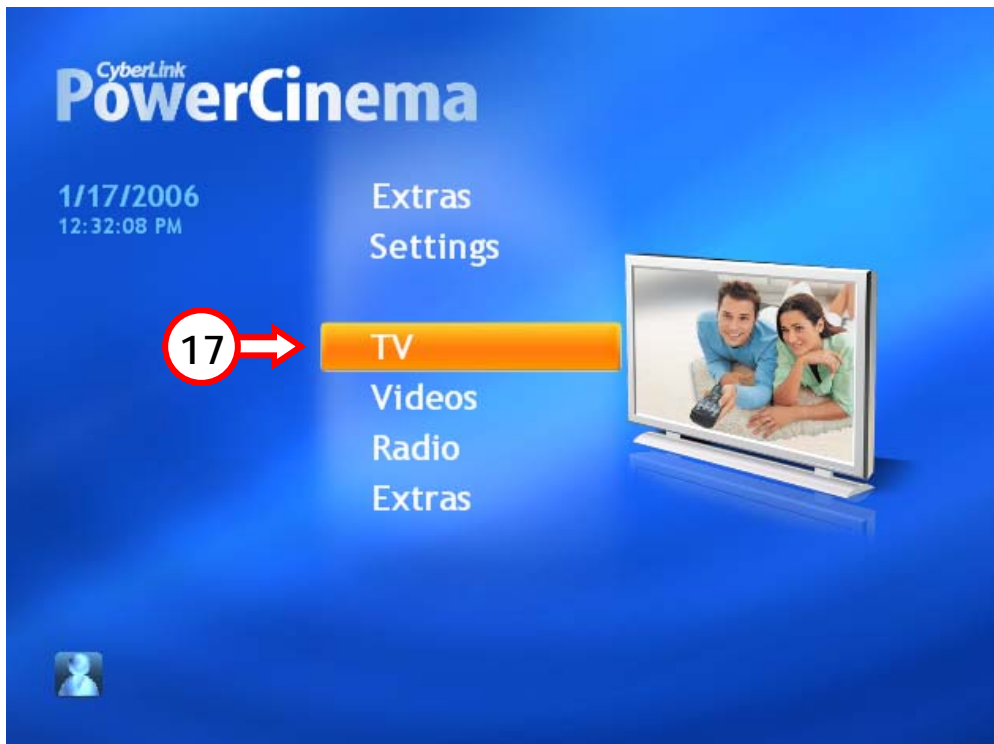 CyberLink
PowerCinema
1/17/2006
12:32:08 PM
Extras
Settings
17
TV
Videos
Radio
Extras